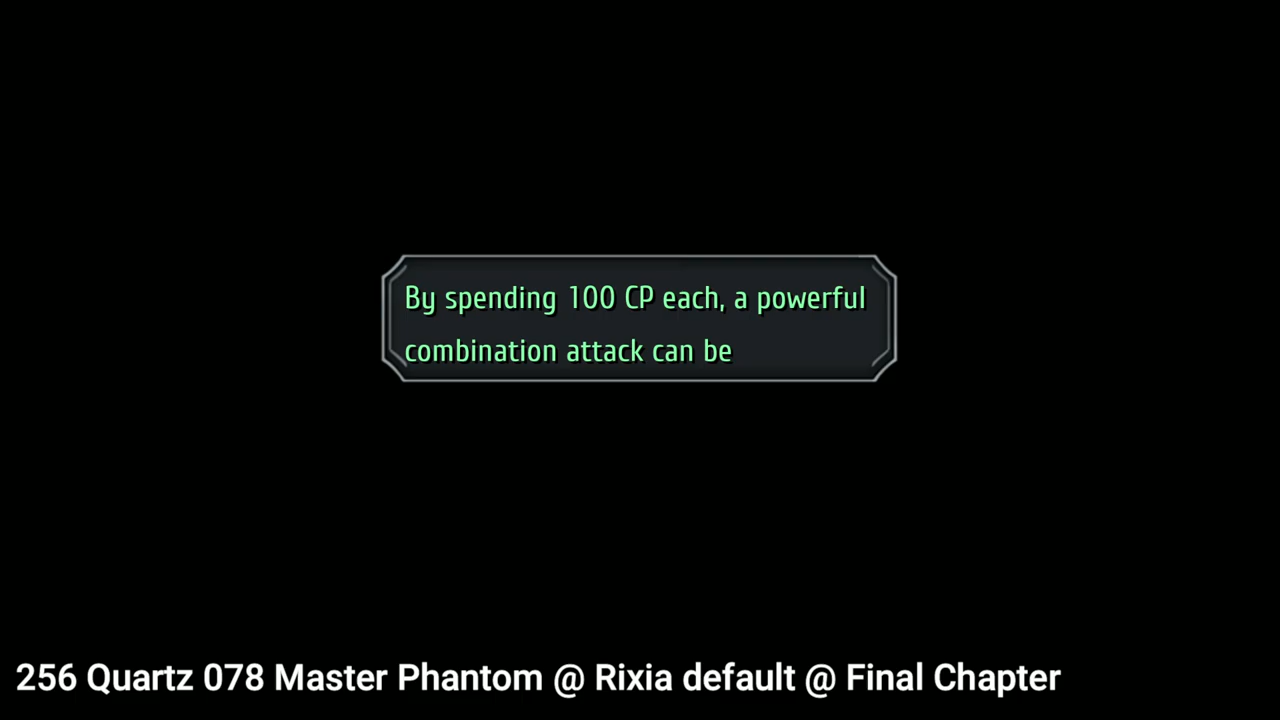 By spending 100 CP each, a powerful
combination attack can be
256 Quartz 078 Master Phantom @ Rixia default @ Final Chapter